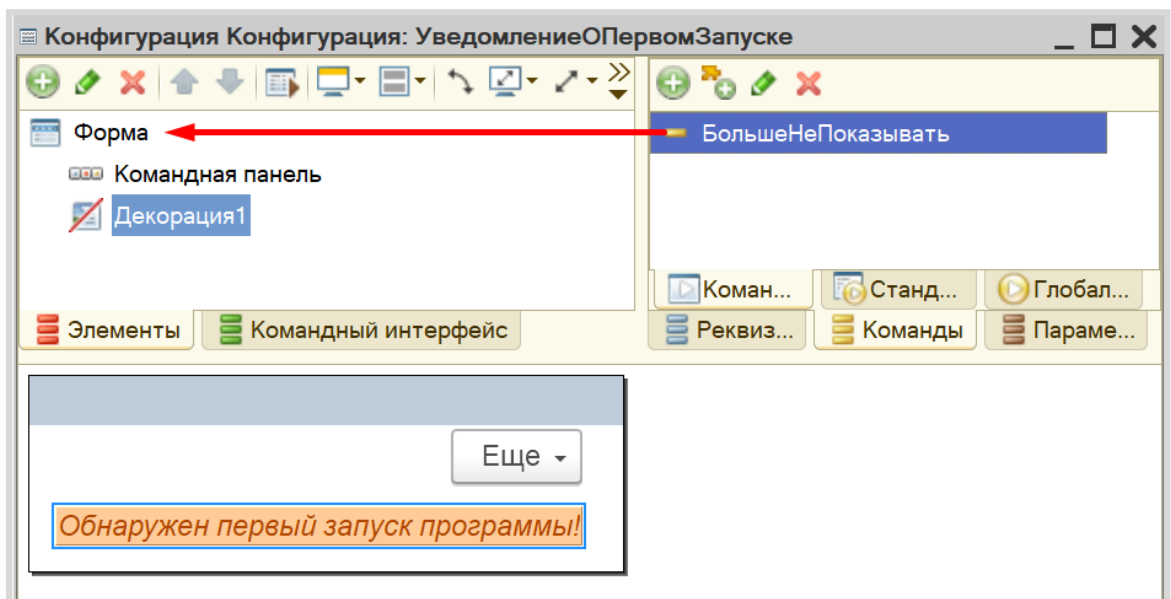 Конфигурация Конфигурация: УведомлениеОПервомЗапуске
Форма
Командная панель
Декорация1
Элементы
Командный интерфейс
БольшеНеПоказывать
Коман...
Станд...
Глобал...
Реквиз...
Команды
Параме...
Еще
Обнаружен первый запуск программы!